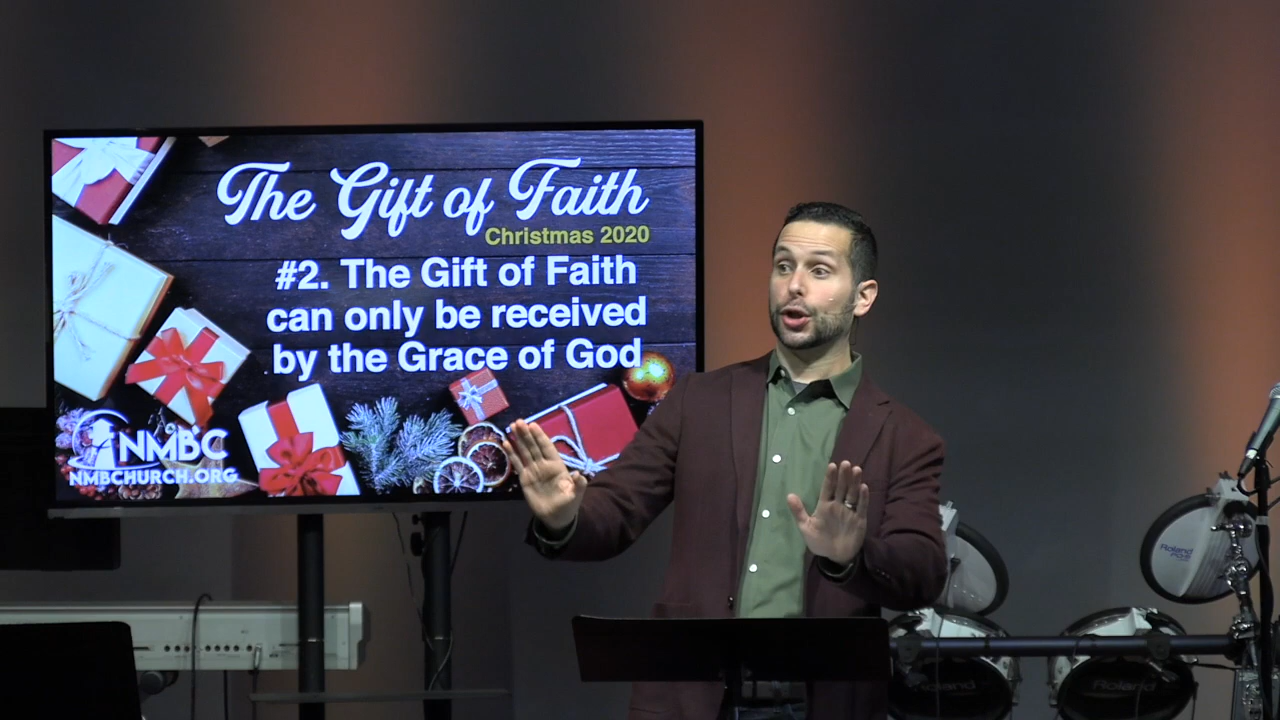 The Gift of Faith
Christmas 2020
#2. The Gift of Faith
can only be received
by the Grace of God
NMBC
NMBCHURCH.ORG
Roland
Roland
Roland